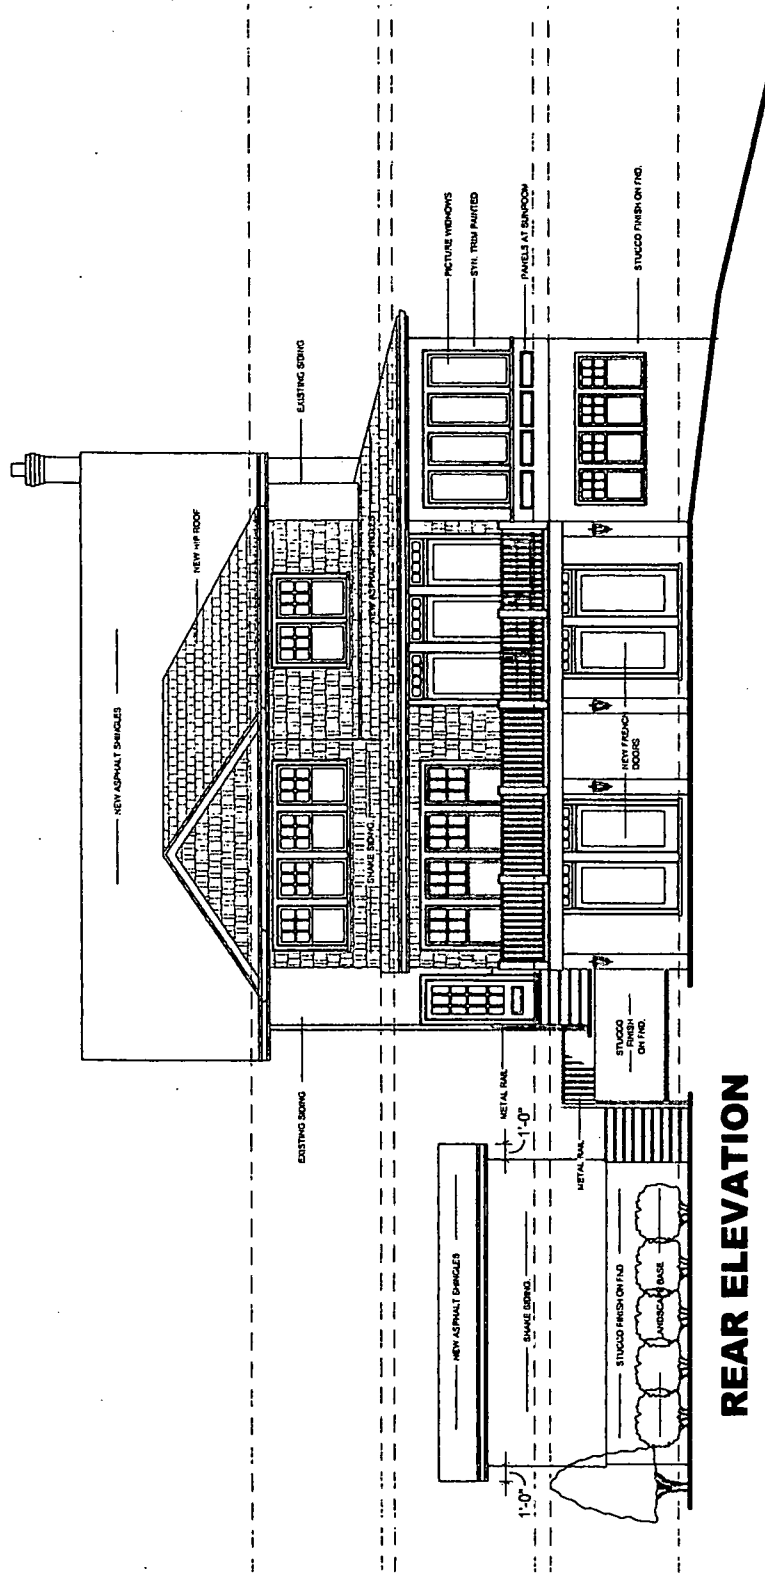 NEW ASPHALT SHINGLES
NEW HIP ROOF
EXISTING SIDING
EXISTING SIDING
NEW ASPHALT SHINGLES
SHAKE SIDING.
PICTURE WIDNOWS
SYN. TRIM PAINTED
PANELS AT SUNROOM
STUCCO FINISH ON FND.
NEW FRENCH
DOORS
METAL RAIL
1'-0"
STUCCO
FINISH
ON FND.
METAL RAIL
NEW ASPHALT SHINGLES
SHAKE SIDING.
1'-0"
STUCCO FINISH ON FND
LANDSCAPE BASE
REAR ELEVATION